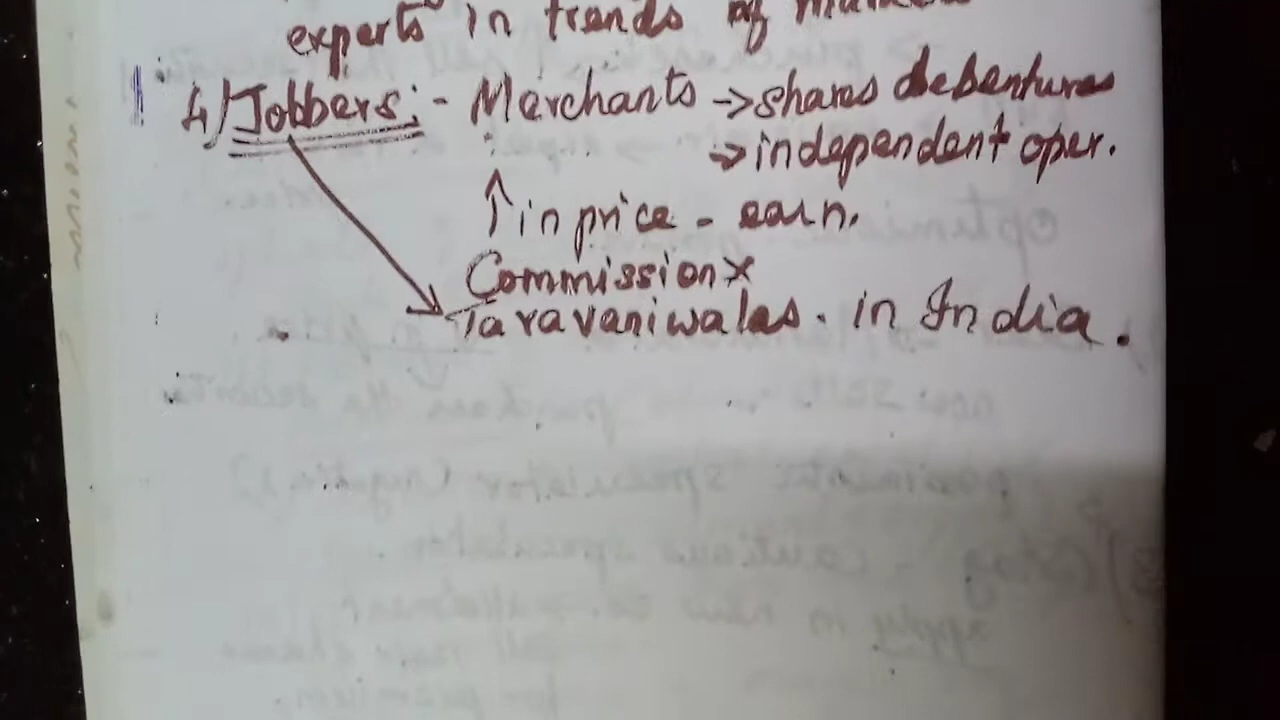 experts in trends of
4) Jobbers:- Merchants → shares debentures
→ independent oper.
↑ in price - earn.
Commission x
Taravaniwalas. in India.